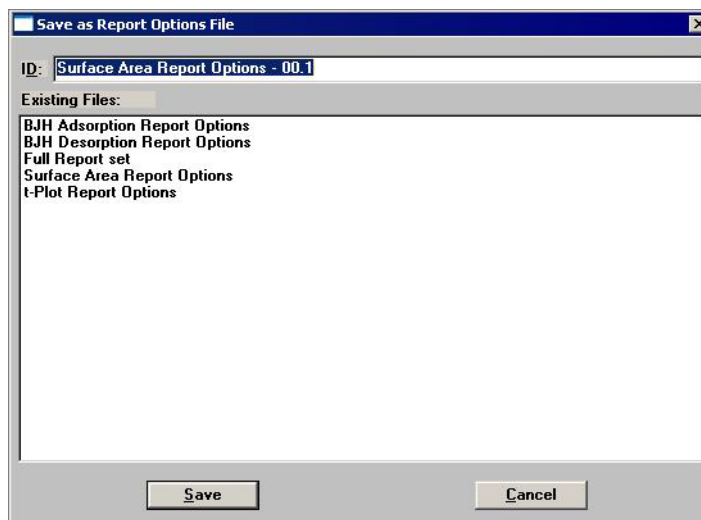 Save as Report Options File
ID: Surface Area Report Options - 00.1
Existing Files:
BJH Adsorption Report Options
BJH Desorption Report Options
Full Report set
Surface Area Report Options
t-Plot Report Options
Save Cancel